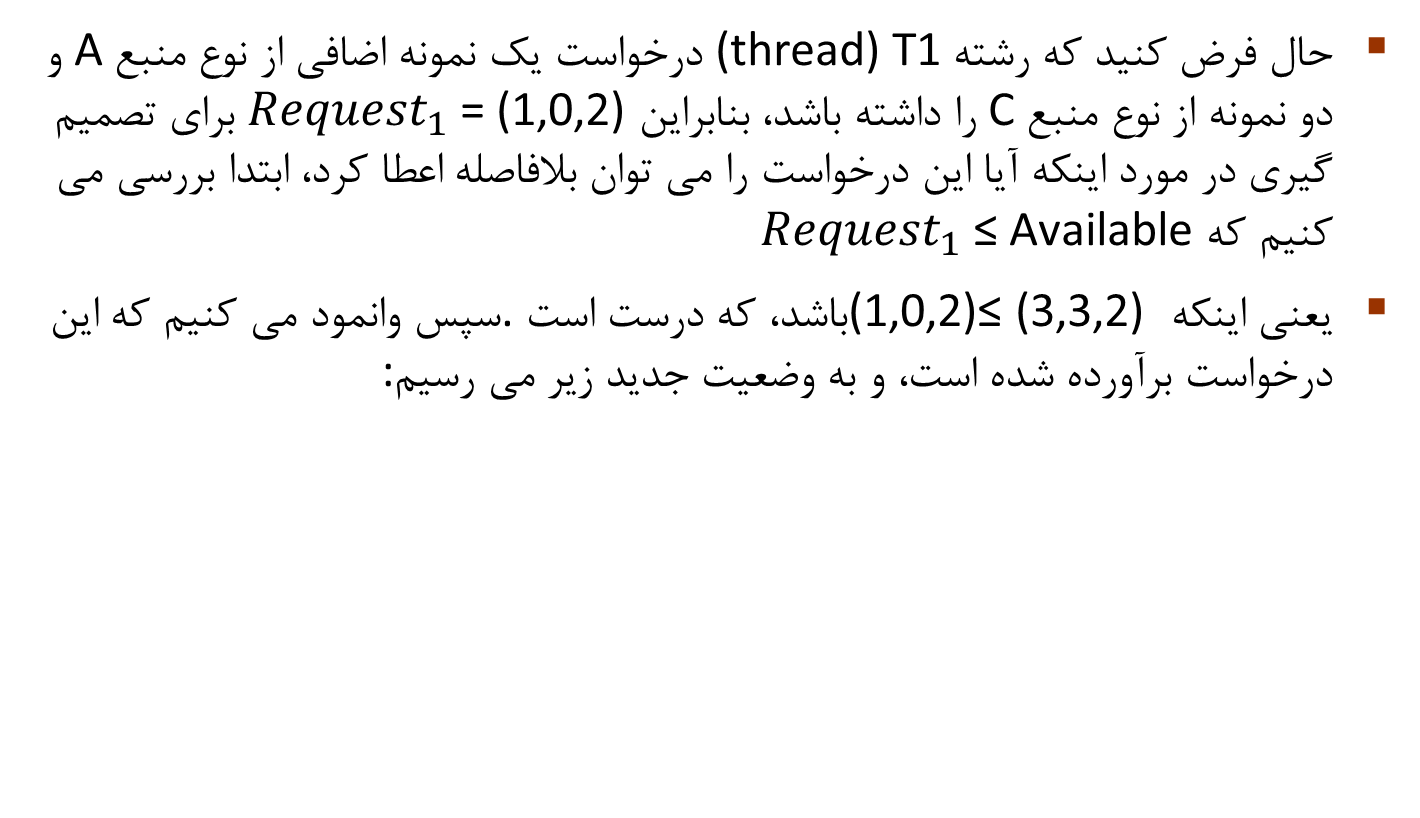 ▪ حال فرض کنید که رشته T1 (thread) درخواست یک نمونه اضافی از نوع منبع A و
دو نمونه از نوع منبع C را داشته باشد، بنابراین Request₁ = (1,0,2) برای تصمیم
گیری در مورد اینکه آیا این درخواست را می توان بلافاصله اعطا کرد، ابتدا بررسی می
کنیم که Request₁ ≤ Available
▪ یعنی اینکه (1,0,2)≤ (3,3,2) باشد، که درست است .سپس وانمود می کنیم که این
درخواست برآورده شده است، و به وضعیت جدید زیر می رسیم: